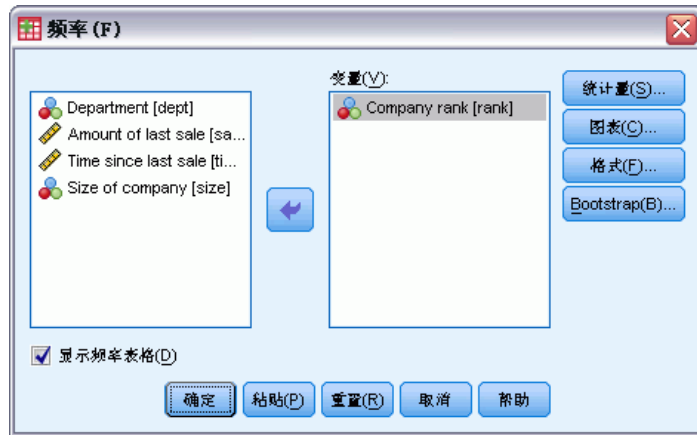 频率(F)
变量(V):
Department [dept]
Amount of last sale [sa...
Time since last sale [ti...
Size of company [size]
Company rank [rank]
统计量(S)...
图表(C)...
格式(F)...
Bootstrap(B)...
显示频率表格(D)
确定
粘贴(P)
重置(R)
取消
帮助